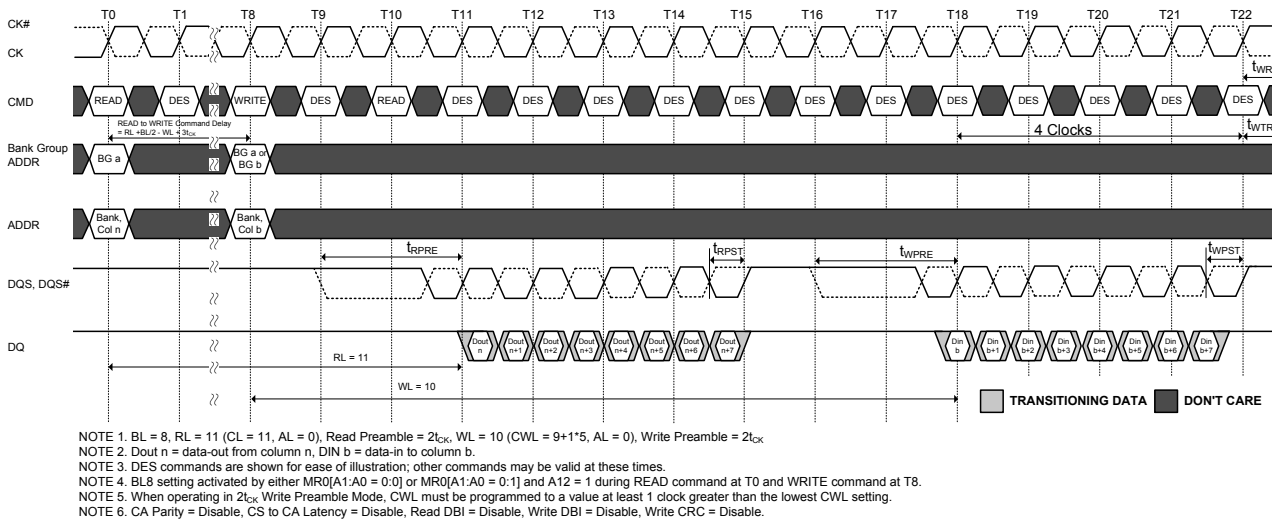 T0 T1 T8 T9 T10 T11 T12 T13 T14 T15 T16 T17 T18 T19 T20 T21 T22
CK#
CK
tWR
CMD READ DES WRITE DES READ DES DES DES DES DES DES DES DES DES DES DES DES
READ to WRITE Command Delay
= RL +BL/2 - WL + 3tCK
4 Clocks
tWTR
Bank Group
ADDR
BG a
BG a or
BG b
ADDR
Bank,
Col n
Bank,
Col b
tRPRE
tRPST
tWPRE
tWPST
DQS, DQS#
DQ
Dout
n
Dout
n+1
Dout
n+2
Dout
n+3
Dout
n+4
Dout
n+5
Dout
n+6
Dout
n+7
Din
b
Din
b+1
Din
b+2
Din
b+3
Din
b+4
Din
b+5
Din
b+6
Din
b+7
RL = 11
WL = 10
TRANSITIONING DATA
DON'T CARE
NOTE 1. BL = 8, RL = 11 (CL = 11, AL = 0), Read Preamble = 2tCK, WL = 10 (CWL = 9+1*5, AL = 0), Write Preamble = 2tCK
NOTE 2. Dout n = data-out from column n, DIN b = data-in to column b.
NOTE 3. DES commands are shown for ease of illustration; other commands may be valid at these times.
NOTE 4. BL8 setting activated by either MR0[A1:A0 = 0:0] or MR0[A1:A0 = 0:1] and A12 = 1 during READ command at T0 and WRITE command at T8.
NOTE 5. When operating in 2tCK Write Preamble Mode, CWL must be programmed to a value at least 1 clock greater than the lowest CWL setting.
NOTE 6. CA Parity = Disable, CS to CA Latency = Disable, Read DBI = Disable, Write DBI = Disable, Write CRC = Disable.